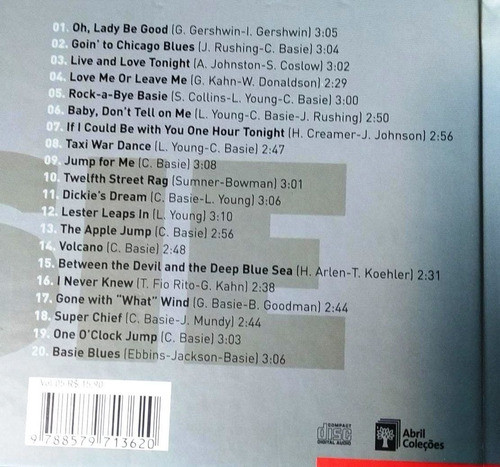 01. Oh, Lady Be Good (G. Gershwin-I. Gershwin) 3:05
02. Goin' to Chicago Blues (J. Rushing-C. Basie) 3:04
03. Live and Love Tonight (A. Johnston-S. Coslow) 3:02
04. Love Me Or Leave Me (G. Kahn-W. Donaldson) 2:29
05. Rock-a-Bye Basie (S. Collins-L. Young-C. Basie) 3:00
06. Baby, Don't Tell on Me (L. Young-C. Basie-J. Rushing) 2:50
07. If I Could Be with You One Hour Tonight (H. Creamer-J. Johnson) 2:56
08. Taxi War Dance (L. Young-C. Basie) 2:47
09. Jump for Me (C. Basie) 3:08
10. Twelfth Street Rag (Sumner-Bowman) 3:01
11. Dickie's Dream (C. Basie-L. Young) 3:06
12. Lester Leaps In (L. Young) 3:10
13. The Apple Jump (C. Basie) 2:56
14. Volcano (C. Basie) 2:48
15. Between the Devil and the Deep Blue Sea (H. Arlen-T. Koehler) 2:31
16. I Never Knew (T. Fio Rito-G. Kahn) 2:38
17. Gone with "What" Wind (G. Basie-B. Goodman) 2:44
18. Super Chief (C. Basie-J. Mundy) 2:44
19. One O'Clock Jump (C. Basie) 3:03
20. Basie Blues (Ebbins-Jackson-Basie) 3:06
SE
Vol. 05 R$ 15,90
9 788579 713620
COMPACT
disc
DIGITAL AUDIO
Abril
Coleções